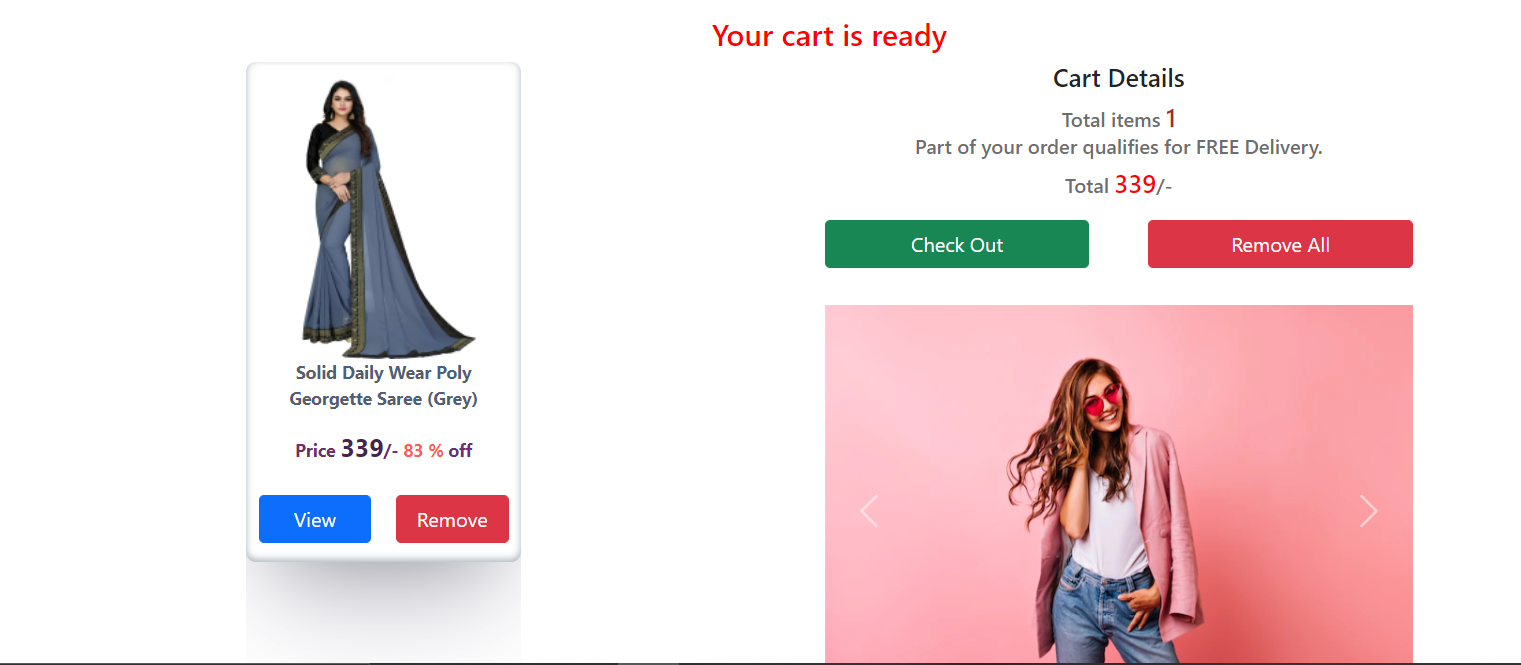 Your cart is ready
Solid Daily Wear Poly
Georgette Saree (Grey)
Price 339/- 83 % off
View
Remove
Cart Details
Total items 1
Part of your order qualifies for FREE Delivery.
Total 339/-
Check Out
Remove All